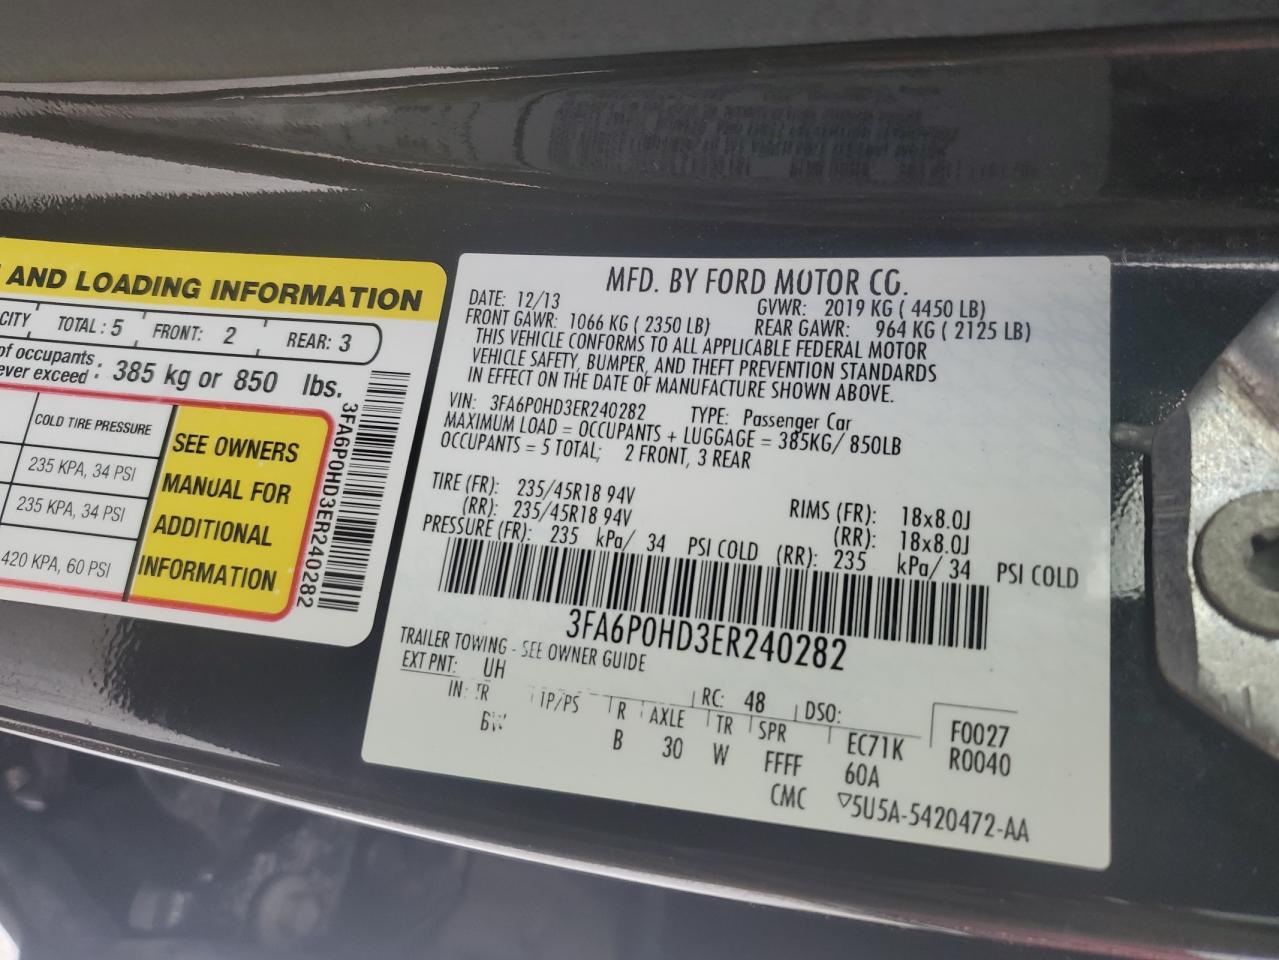 AND LOADING INFORMATION
CITY TOTAL : 5 FRONT: 2 REAR: 3
of occupants
ever exceed : 385 kg or 850 lbs.
COLD TIRE PRESSURE
235 KPA, 34 PSI
235 KPA, 34 PSI
420 KPA, 60 PSI
SEE OWNERS
MANUAL FOR
ADDITIONAL
INFORMATION
3FA6P0HD3ER240282
MFD. BY FORD MOTOR CO.
DATE: 12/13 GVWR: 2019 KG ( 4450 LB)
FRONT GAWR: 1066 KG ( 2350 LB) REAR GAWR: 964 KG ( 2125 LB)
THIS VEHICLE CONFORMS TO ALL APPLICABLE FEDERAL MOTOR
VEHICLE SAFETY, BUMPER, AND THEFT PREVENTION STANDARDS
IN EFFECT ON THE DATE OF MANUFACTURE SHOWN ABOVE.
VIN: 3FA6P0HD3ER240282 TYPE: Passenger Car
MAXIMUM LOAD = OCCUPANTS + LUGGAGE = 385KG/ 850LB
OCCUPANTS = 5 TOTAL; 2 FRONT, 3 REAR
TIRE (FR): 235/45R18 94V RIMS (FR): 18x8.0J
(RR): 235/45R18 94V (RR): 18x8.0J
PRESSURE (FR): 235 kPa/ 34 PSI COLD (RR): 235 kPa/ 34 PSI COLD
3FA6P0HD3ER240282
TRAILER TOWING - SEE OWNER GUIDE
EXT PNT: UH RC: 48 DSO: F0027
TP/PS R AXLE TR SPR EC71K R0040
B 30 W FFFF 60A
CMC ▽5U5A-5420472-AA